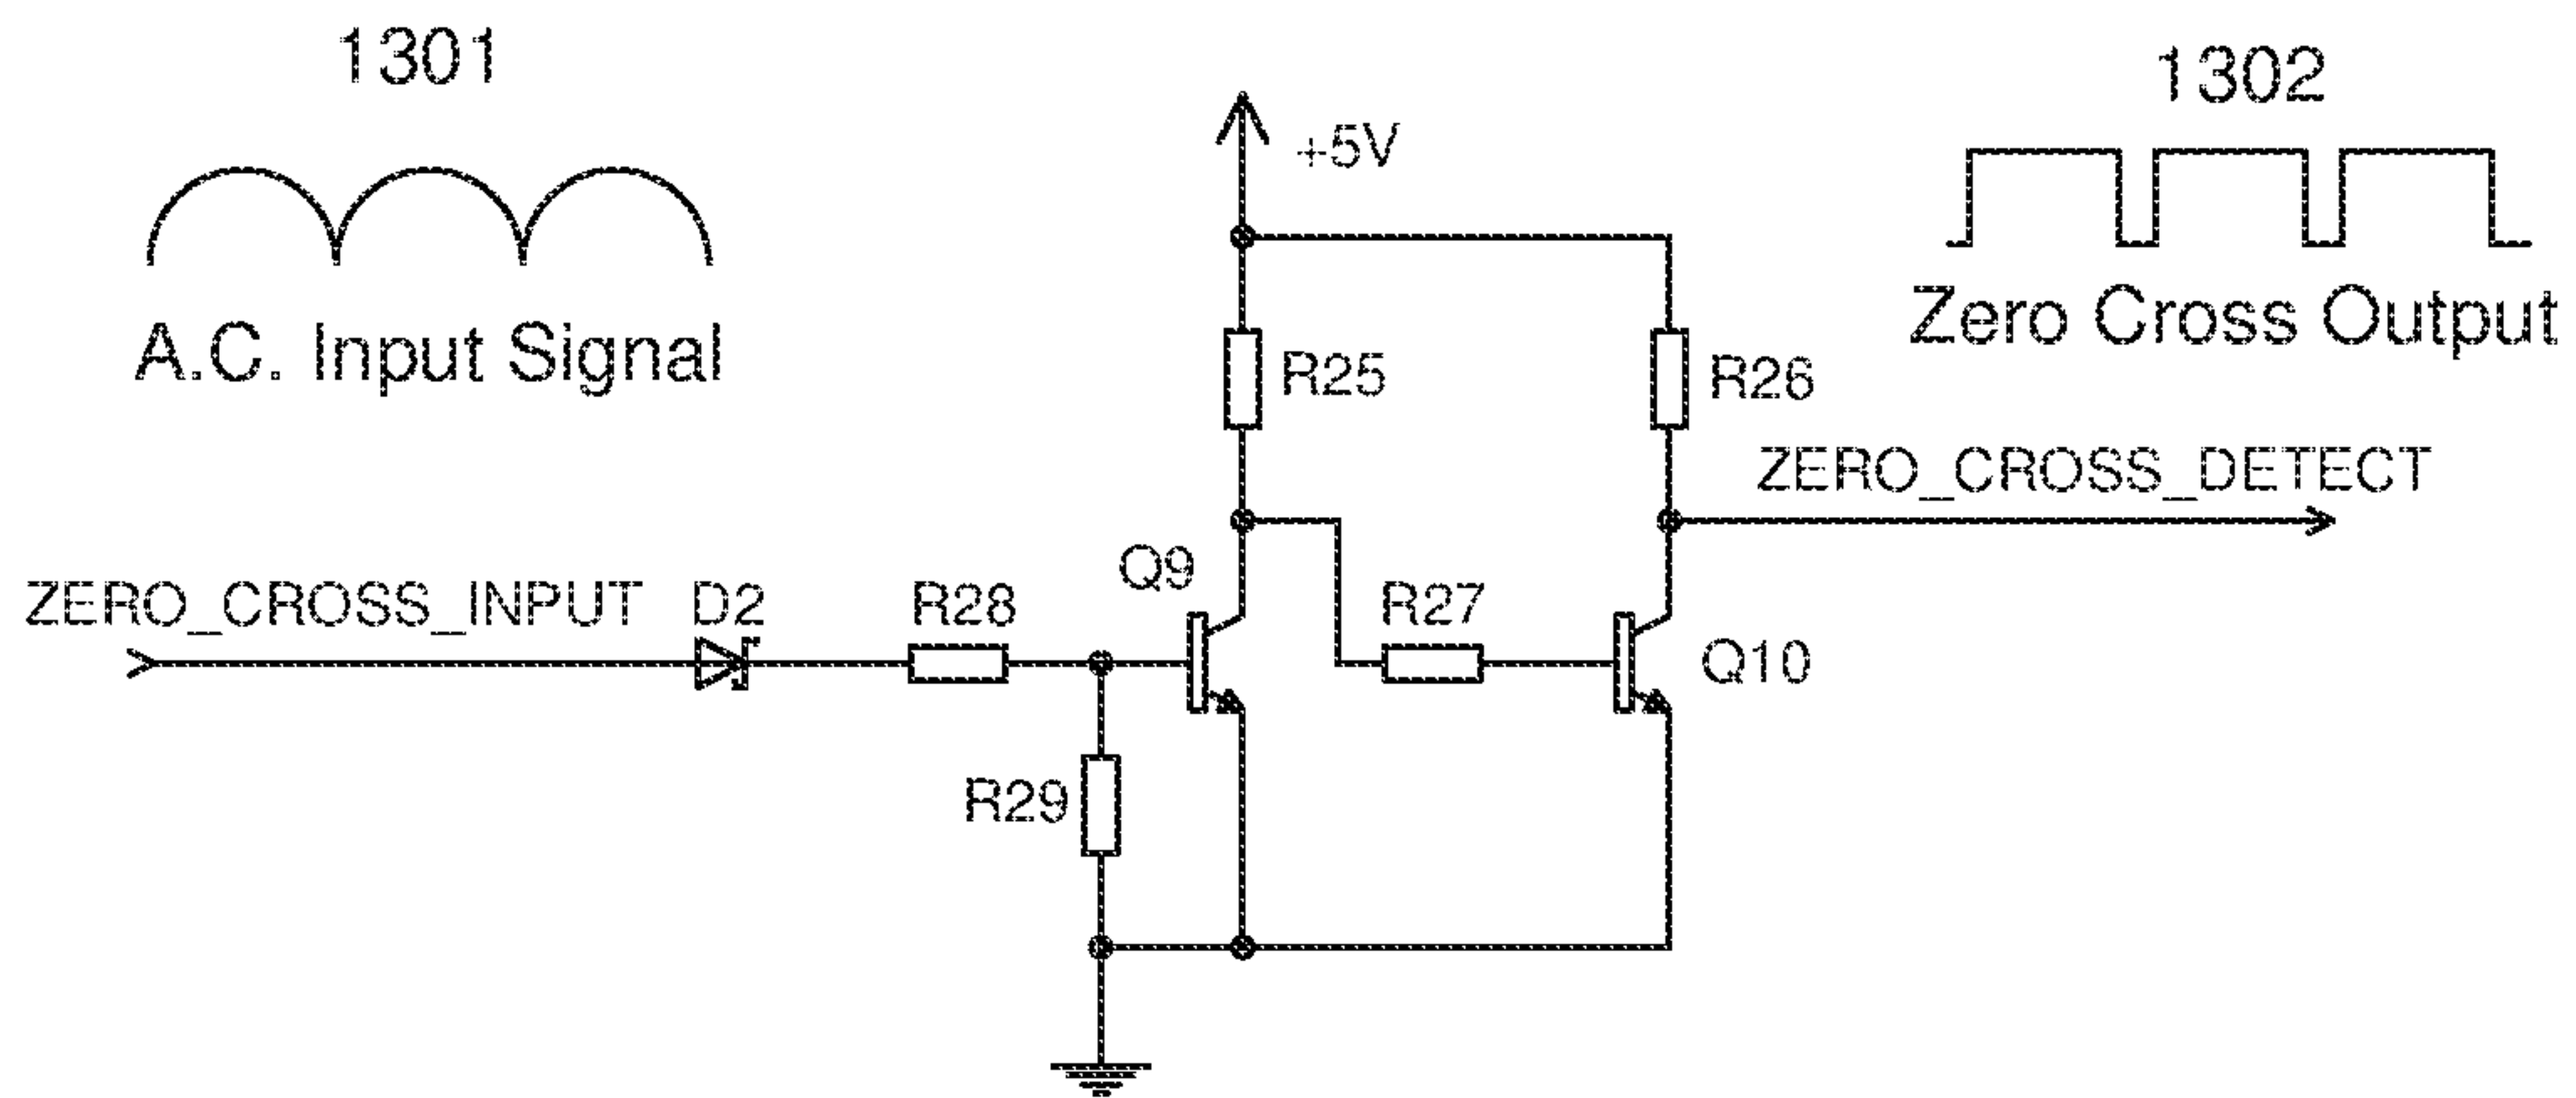 1301
1302
+5V
A.C. Input Signal
Zero Cross Output
R25
R26
ZERO_CROSS_DETECT
Q9
ZERO_CROSS_INPUT
D2
R28
R27
Q10
R29